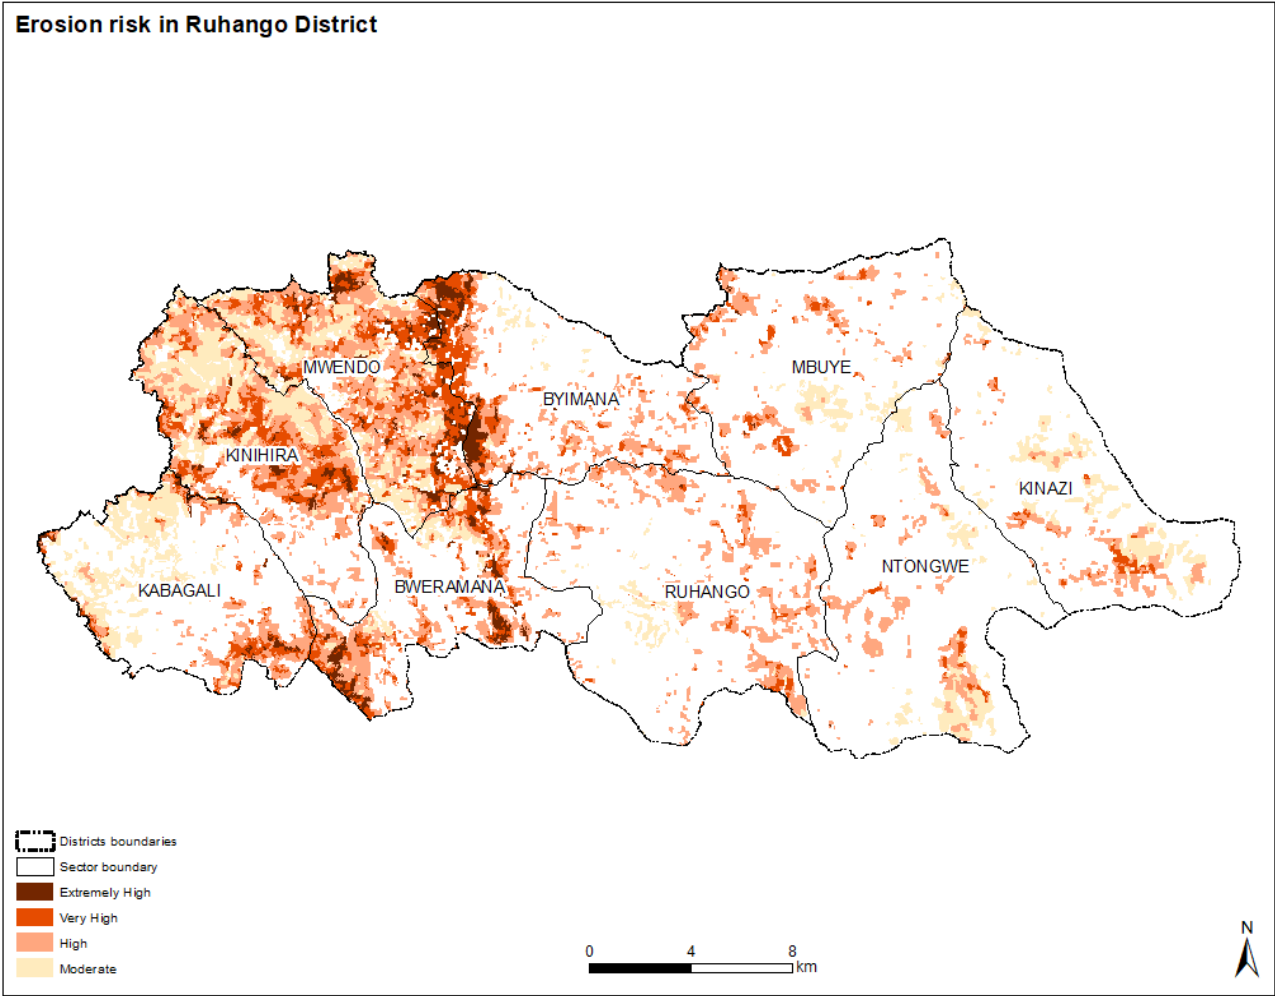 Erosion risk in Ruhango District
MWENDO
MBUYE
BYIMANA
KINIHIRA
KINAZI
NTONGWE
KABAGALI
BWERAMANA
RUHANGO
Districts boundaries
Sector boundary
Extremely High
Very High
High
Moderate
0 4 8
km
N